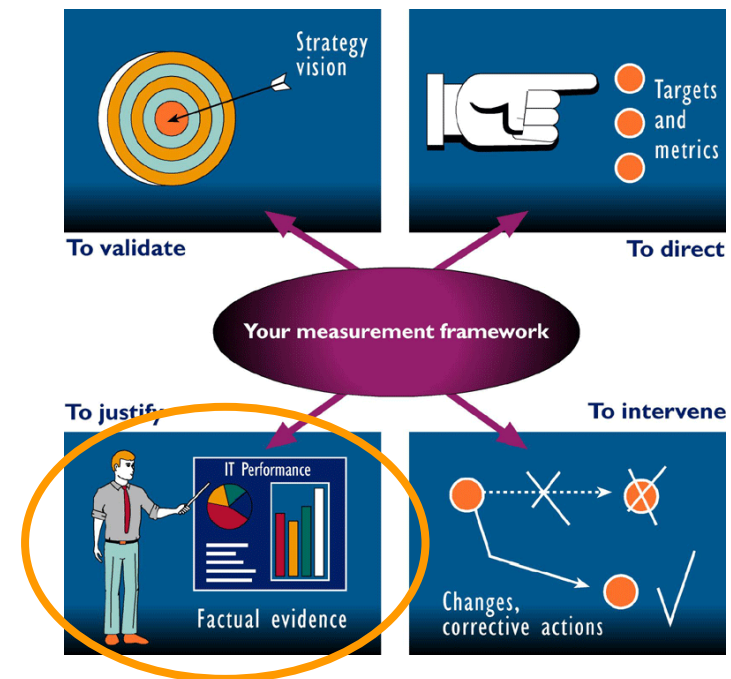 Strategy
vision
Targets
and
metrics
To validate
To direct
Your measurement framework
To justify
To intervene
IT Performance
Factual evidence
Changes,
corrective actions